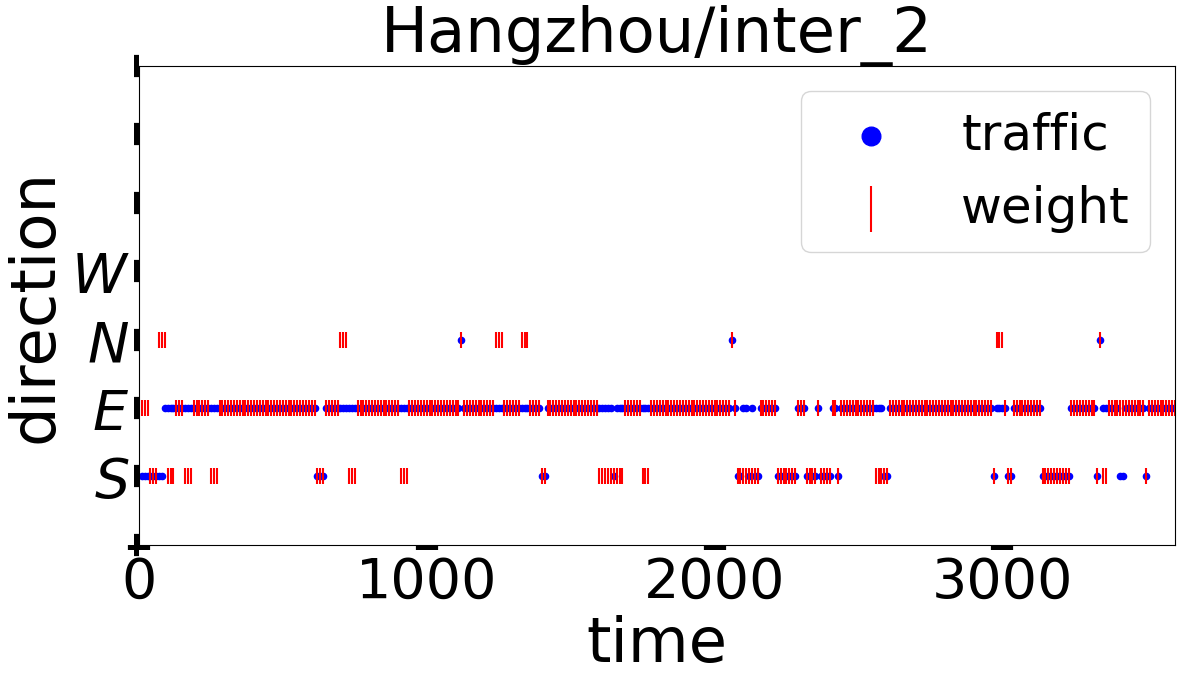 Hangzhou/inter_2
traffic
weight
direction
W
N
E
S
0 1000 2000 3000
time